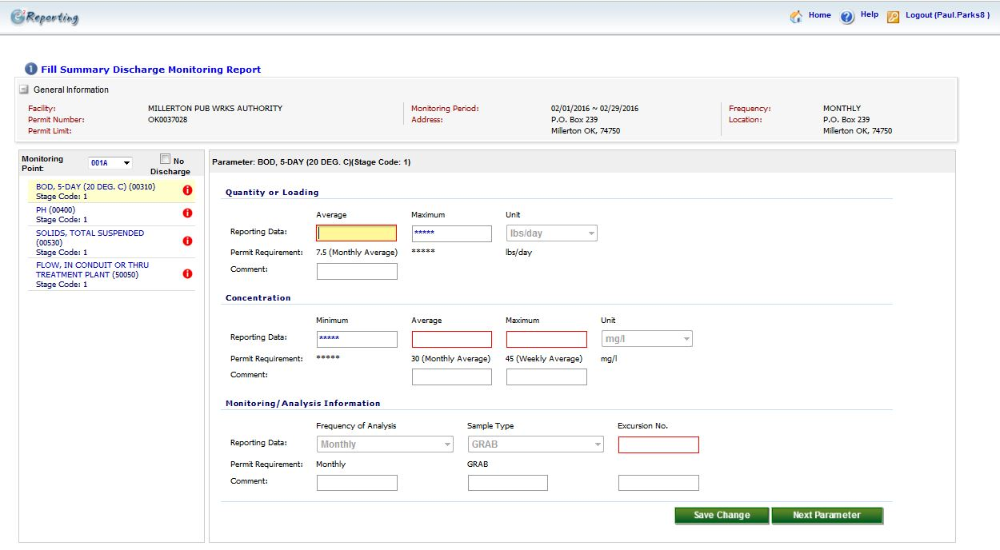 e2Reporting
Home Help Logout (Paul.Parks8 )
1 Fill Summary Discharge Monitoring Report
General Information
Facility: MILLERTON PUB WRKS AUTHORITY Monitoring Period: 02/01/2016 ~ 02/29/2016 Frequency: MONTHLY
Permit Number: OK0037028 Address: P.O. Box 239 Location: P.O. Box 239
Permit Limit: Millerton OK, 74750 Millerton OK, 74750
Monitoring Point: 001A No Discharge
BOD, 5-DAY (20 DEG. C) (00310)
Stage Code: 1
PH (00400)
Stage Code: 1
SOLIDS, TOTAL SUSPENDED
(00530)
Stage Code: 1
FLOW, IN CONDUIT OR THRU
TREATMENT PLANT (50050)
Stage Code: 1
Parameter: BOD, 5-DAY (20 DEG. C)(Stage Code: 1)
Quantity or Loading
Average Maximum Unit
Reporting Data: ***** lbs/day
Permit Requirement: 7.5 (Monthly Average) ***** lbs/day
Comment:
Concentration
Minimum Average Maximum Unit
Reporting Data: ***** mg/l
Permit Requirement: ***** 30 (Monthly Average) 45 (Weekly Average) mg/l
Comment:
Monitoring/Analysis Information
Frequency of Analysis Sample Type Excursion No.
Reporting Data: Monthly GRAB
Permit Requirement: Monthly GRAB
Comment:
Save Change Next Parameter